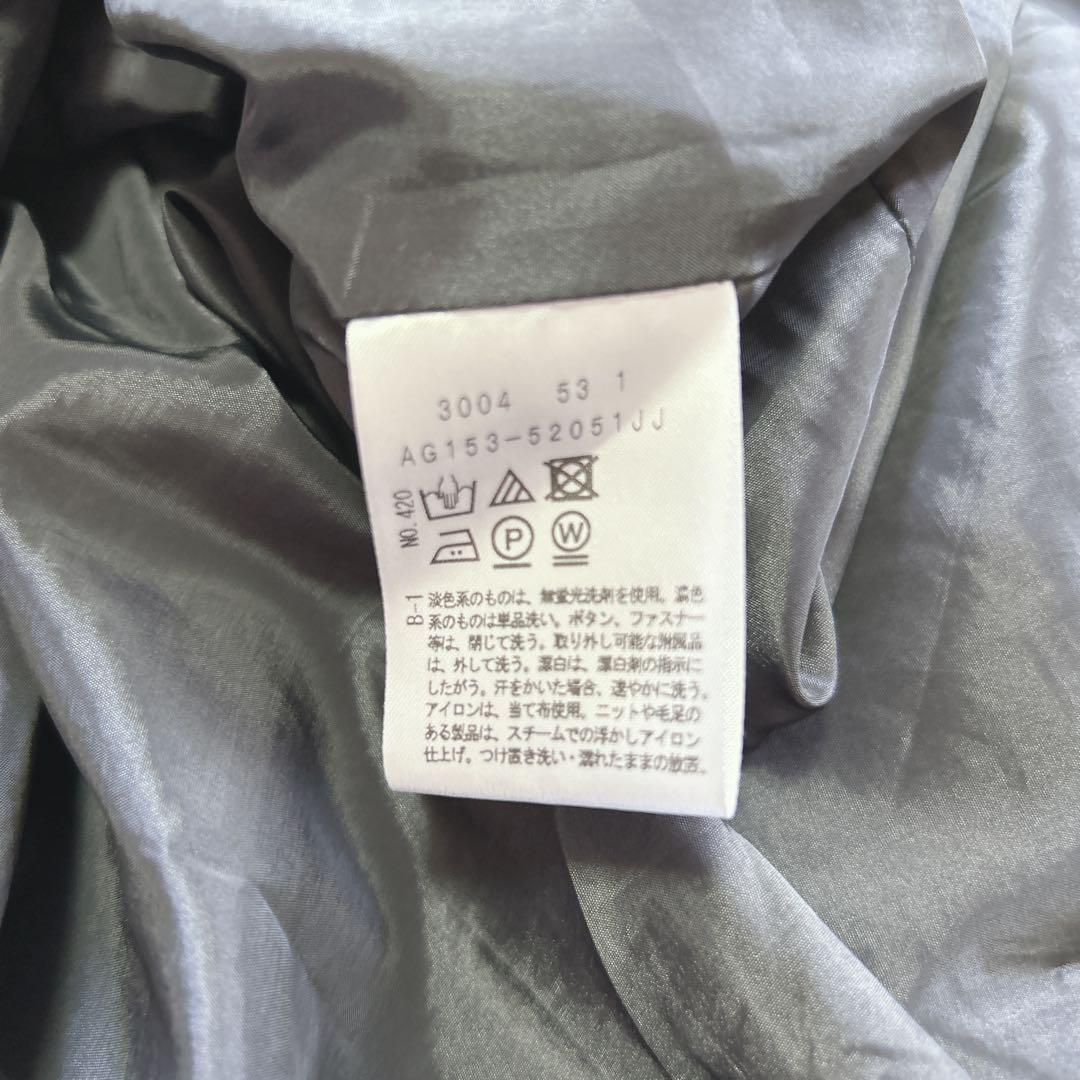 3004 53 1
AG153-52051JJ
NO.420
P
W
B-1
淡色系のものは、無蛍光洗剤を使用。濃色
系のものは単品洗い。ボタン、ファスナー
等は、閉じて洗う。取り外し可能な附属品
は、外して洗う。漂白は、漂白剤の指示に
したがう。汗をかいた場合、速やかに洗う。
アイロンは、当て布使用。ニットや毛足の
ある製品は、スチームでの浮かしアイロン
仕上げ。つけ置き洗い・濡れたままの放置。